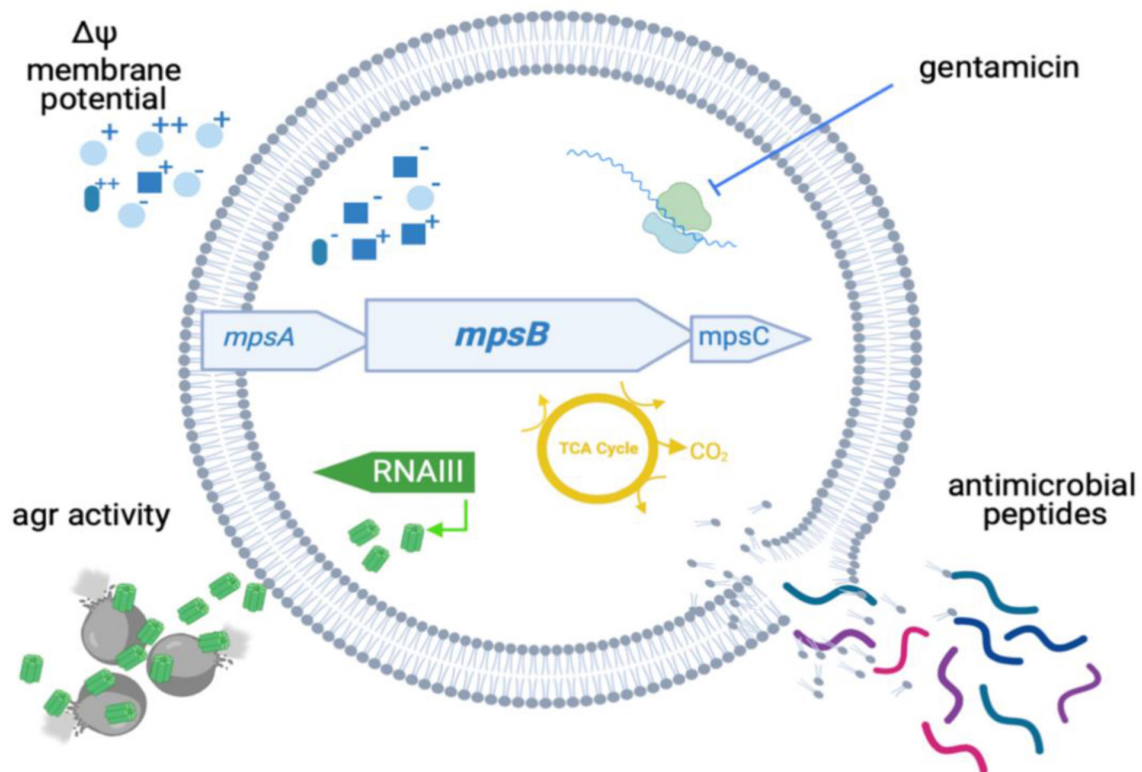 Δψ
membrane
potential
gentamicin
+
++
+
++
+
-
-
-
-
-
+
-
+
mpsA
mpsB
mpsC
TCA Cycle
CO₂
RNAIII
agr activity
antimicrobial
peptides